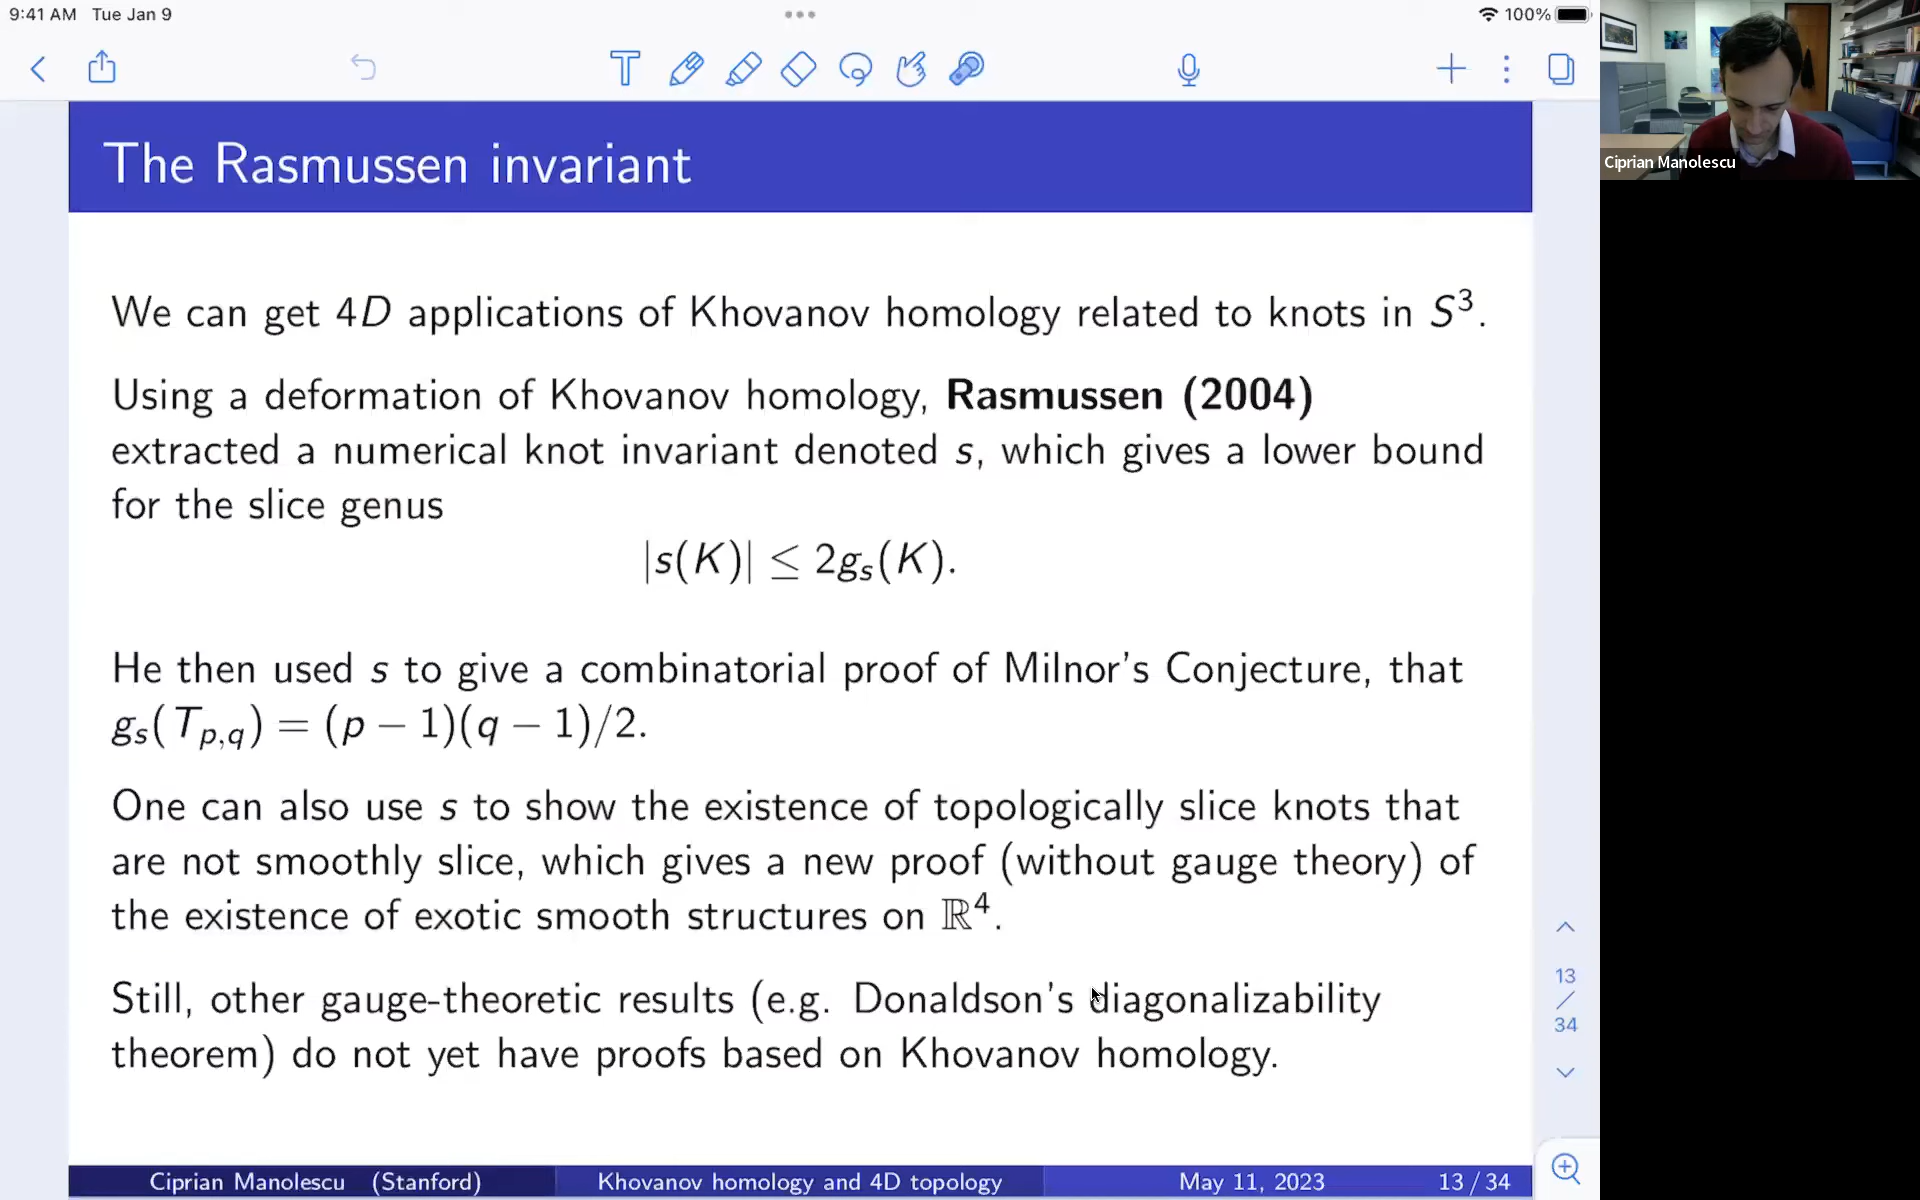 9:41 AM Tue Jan 9
100%
Ciprian Manolescu
The Rasmussen invariant
We can get 4D applications of Khovanov homology related to knots in S³.
Using a deformation of Khovanov homology, Rasmussen (2004)
extracted a numerical knot invariant denoted s, which gives a lower bound
for the slice genus
|s(K)| ≤ 2gₛ(K).
He then used s to give a combinatorial proof of Milnor's Conjecture, that
gₛ(T_{p,q}) = (p − 1)(q − 1)/2.
One can also use s to show the existence of topologically slice knots that
are not smoothly slice, which gives a new proof (without gauge theory) of
the existence of exotic smooth structures on ℝ⁴.
Still, other gauge-theoretic results (e.g. Donaldson's diagonalizability
theorem) do not yet have proofs based on Khovanov homology.
13
/
34
Ciprian Manolescu (Stanford) Khovanov homology and 4D topology May 11, 2023 13 / 34